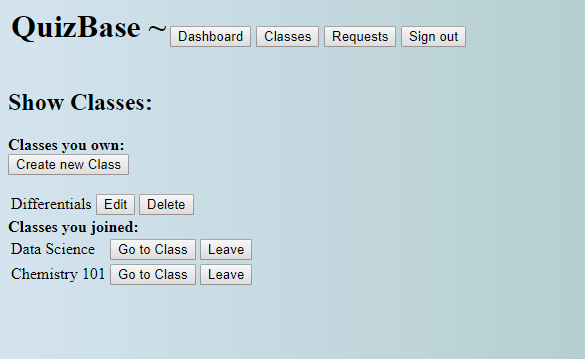 QuizBase ~ Dashboard Classes Requests Sign out
Show Classes:
Classes you own:
Create new Class
Differentials Edit Delete
Classes you joined:
Data Science Go to Class Leave
Chemistry 101 Go to Class Leave